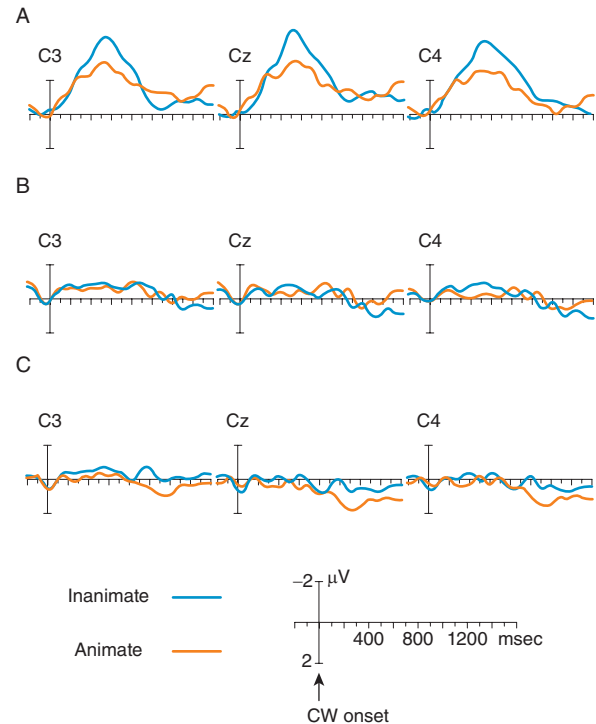 A
C3 Cz C4
B
C3 Cz C4
C
C3 Cz C4
Inanimate
Animate
−2 μV
400 800 1200 msec
2
CW onset